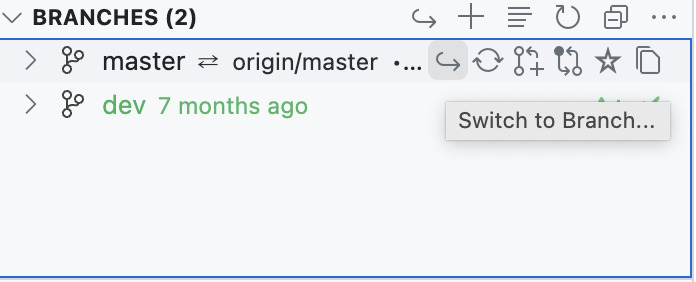 BRANCHES (2)
master ⇄ origin/master •...
dev 7 months ago
Switch to Branch...